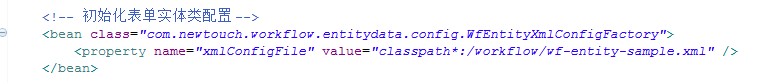 <!-- 初始化表单实体类配置 -->
<bean class="com.newtouch.workflow.entitydata.config.WfEntityXmlConfigFactory">
<property name="xmlConfigFile" value="classpath*:/workflow/wf-entity-sample.xml" />
</bean>